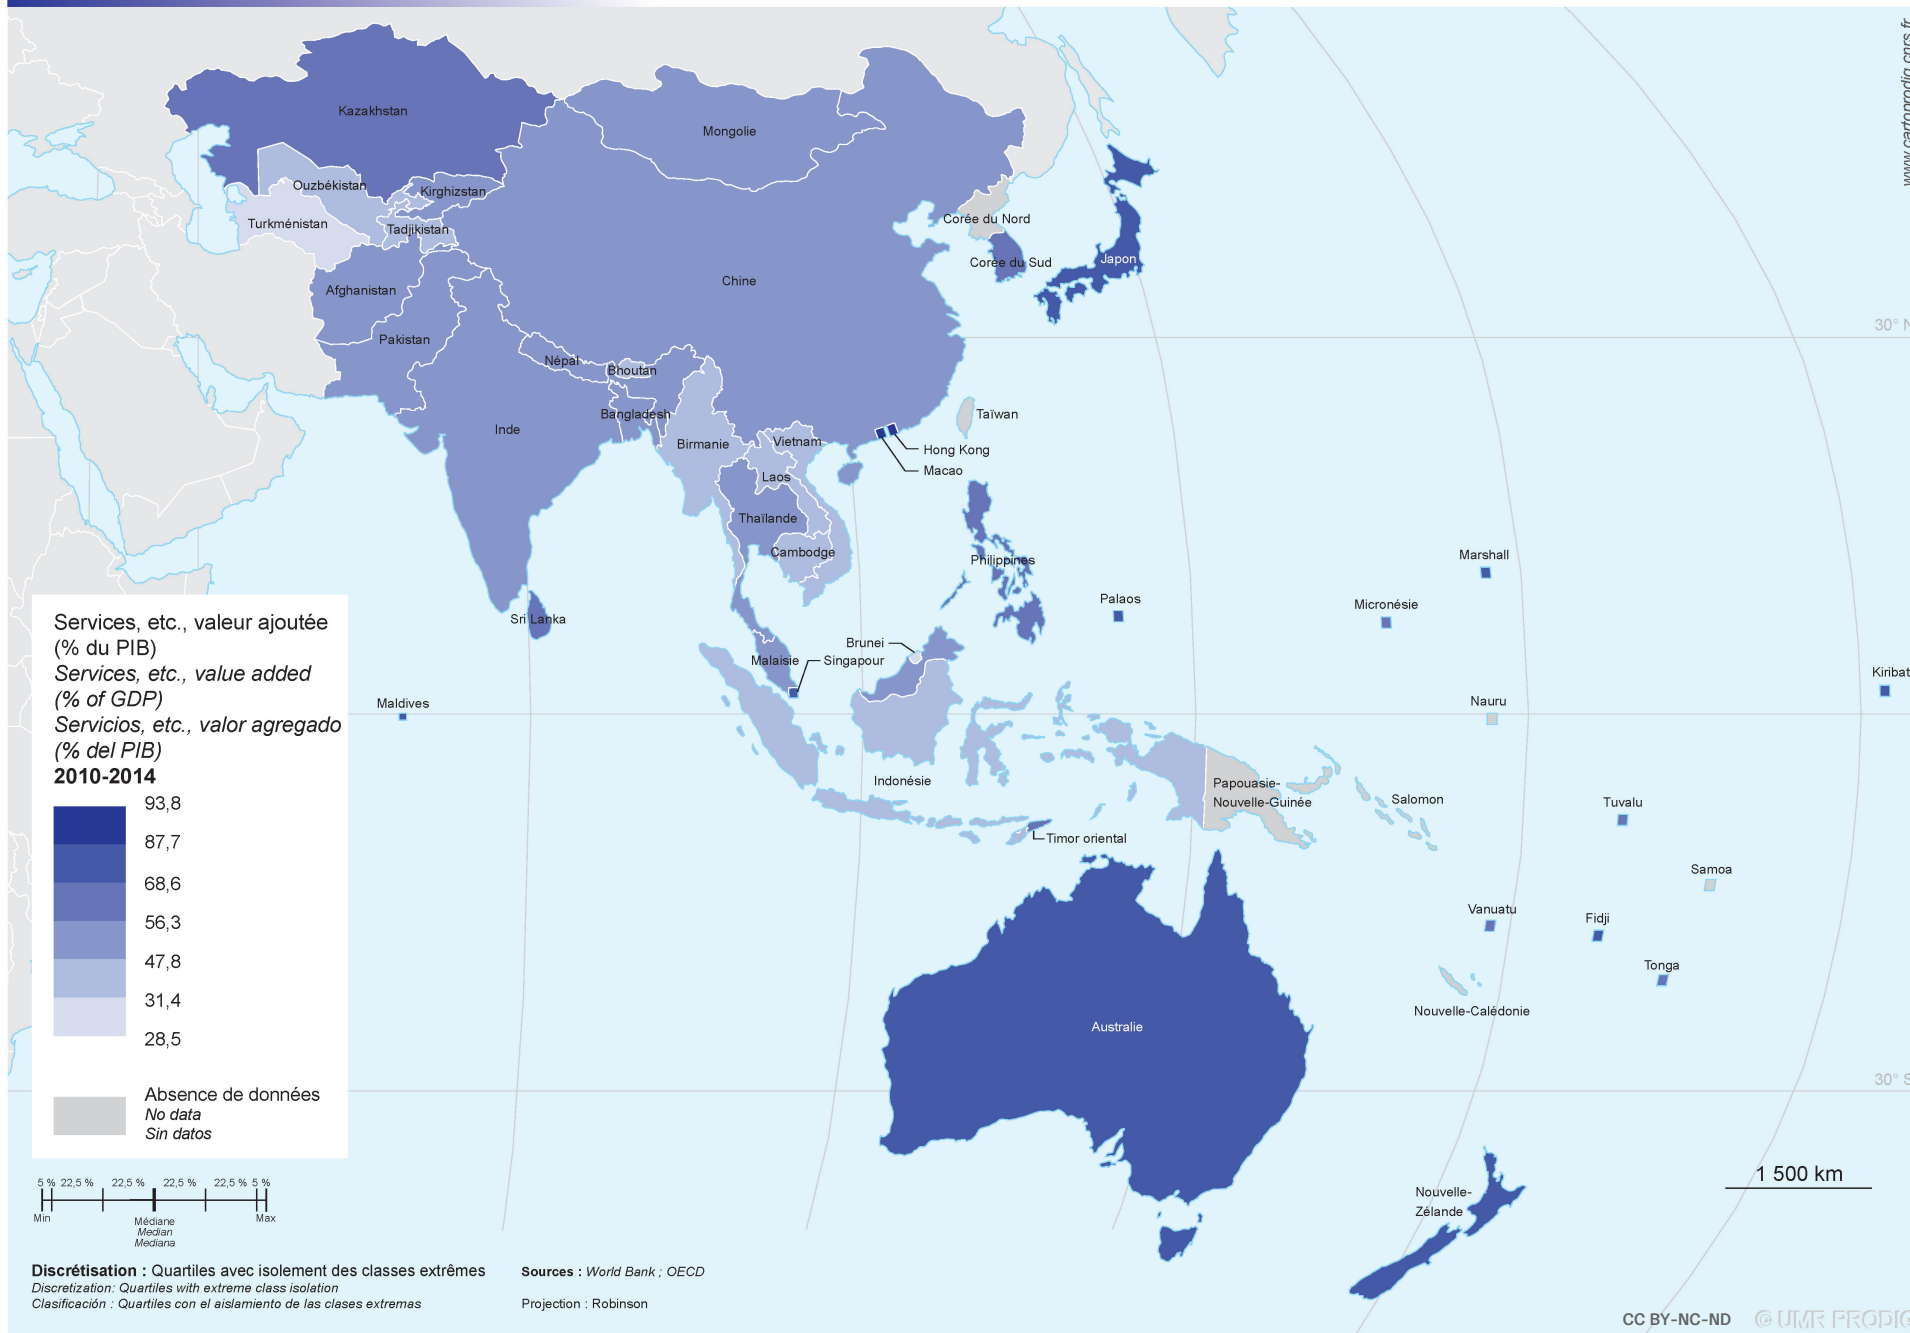 www.cartoprodig.cnrs.fr
Kazakhstan
Mongolie
Ouzbékistan
Kirghizstan
Turkménistan
Tadjikistan
Corée du Nord
Corée du Sud
Japon
Chine
Afghanistan
Pakistan
30° N
Népal
Bhoutan
Bangladesh
Taïwan
Inde
Birmanie
Vietnam
Hong Kong
Macao
Laos
Thaïlande
Cambodge
Philippines
Marshall
Palaos
Micronésie
Sri Lanka
Brunei
Malaisie
Singapour
Kiribat
Maldives
Nauru
Indonésie
Papouasie-
Nouvelle-Guinée
Salomon
Tuvalu
Timor oriental
Samoa
Vanuatu
Fidji
Tonga
Nouvelle-Calédonie
Australie
30° S
Nouvelle-
Zélande
1 500 km
Services, etc., valeur ajoutée
(% du PIB)
Services, etc., value added
(% of GDP)
Servicios, etc., valor agregado
(% del PIB)
2010-2014
93,8
87,7
68,6
56,3
47,8
31,4
28,5
Absence de données
No data
Sin datos
5 % 22,5 % 22,5 % 22,5 % 22,5 % 5 %
Min Max
Médiane
Median
Mediana
Discrétisation : Quartiles avec isolement des classes extrêmes
Discretization: Quartiles with extreme class isolation
Clasificación : Quartiles con el aislamiento de las clases extremas
Sources : World Bank ; OECD
Projection : Robinson
CC BY-NC-ND
© UMR PRODIG